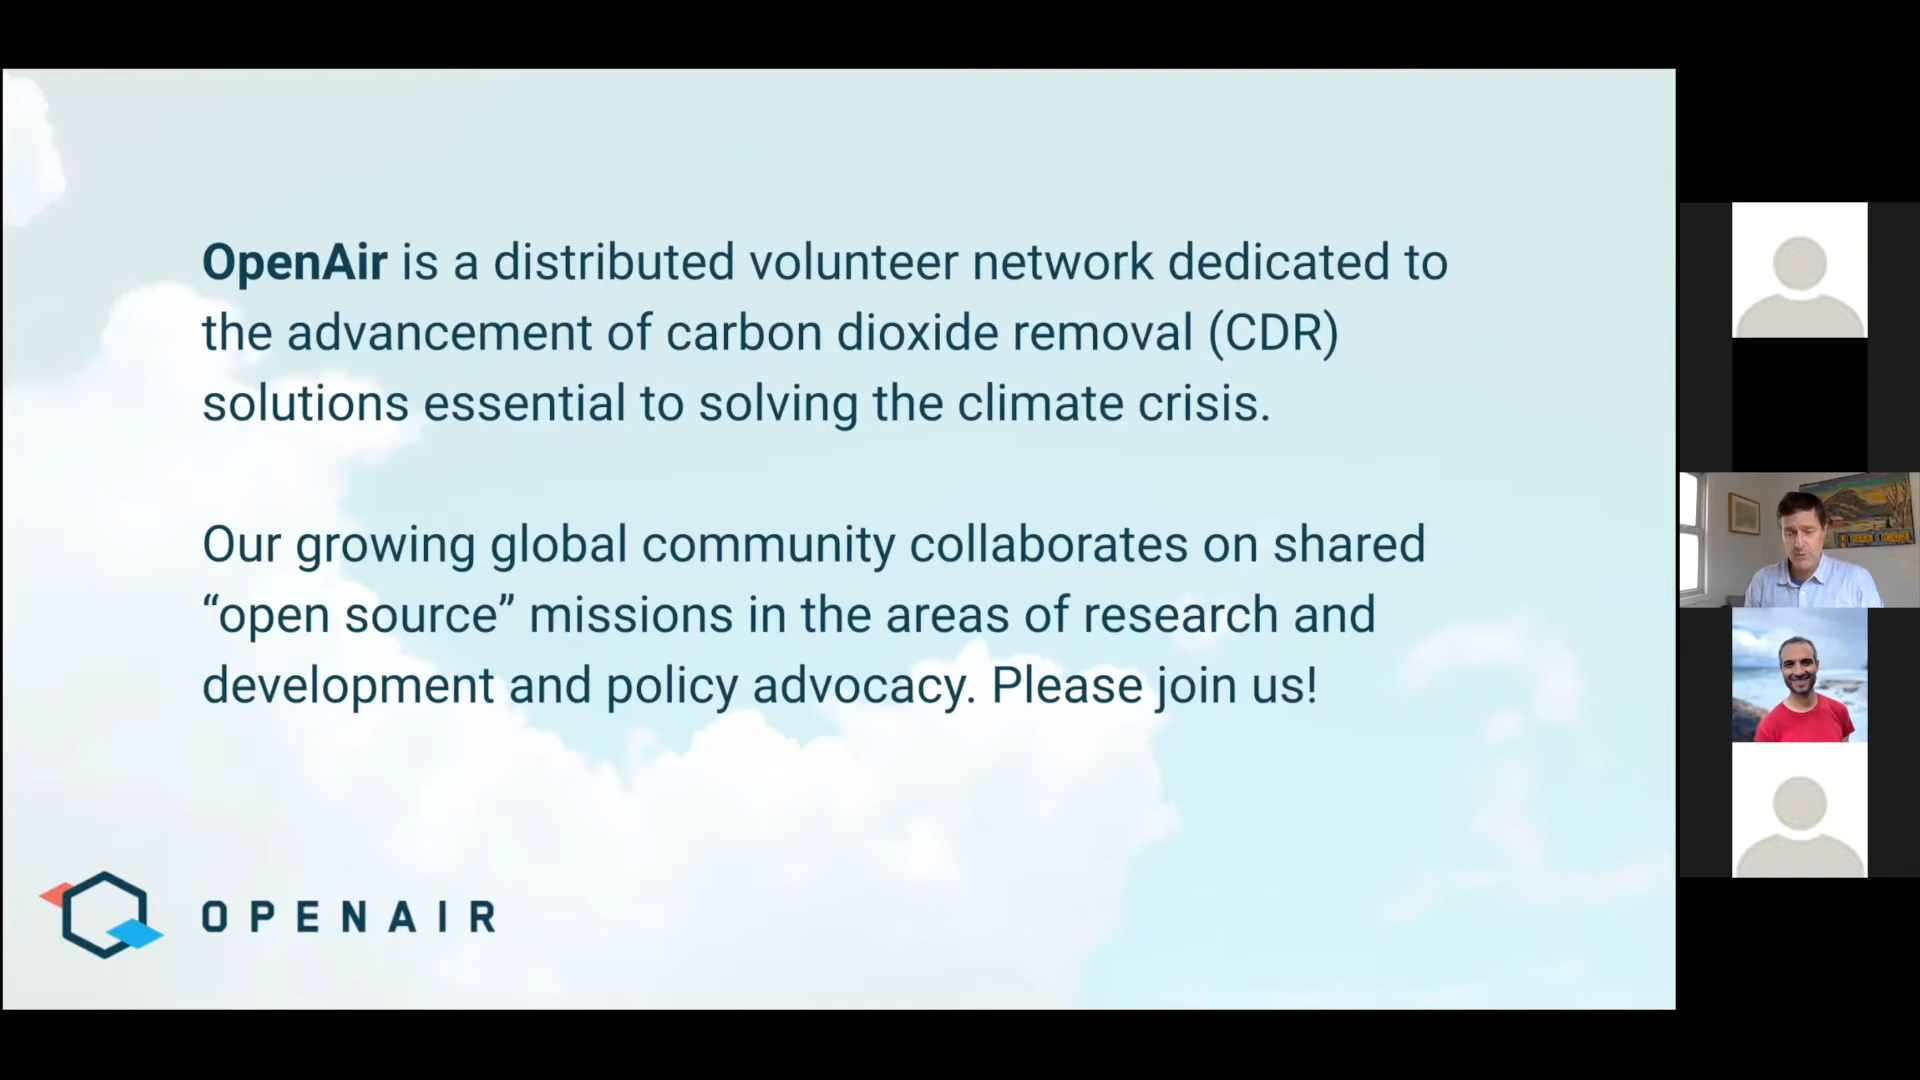 OpenAir is a distributed volunteer network dedicated to
the advancement of carbon dioxide removal (CDR)
solutions essential to solving the climate crisis.
Our growing global community collaborates on shared
“open source” missions in the areas of research and
development and policy advocacy. Please join us!
OPENAIR